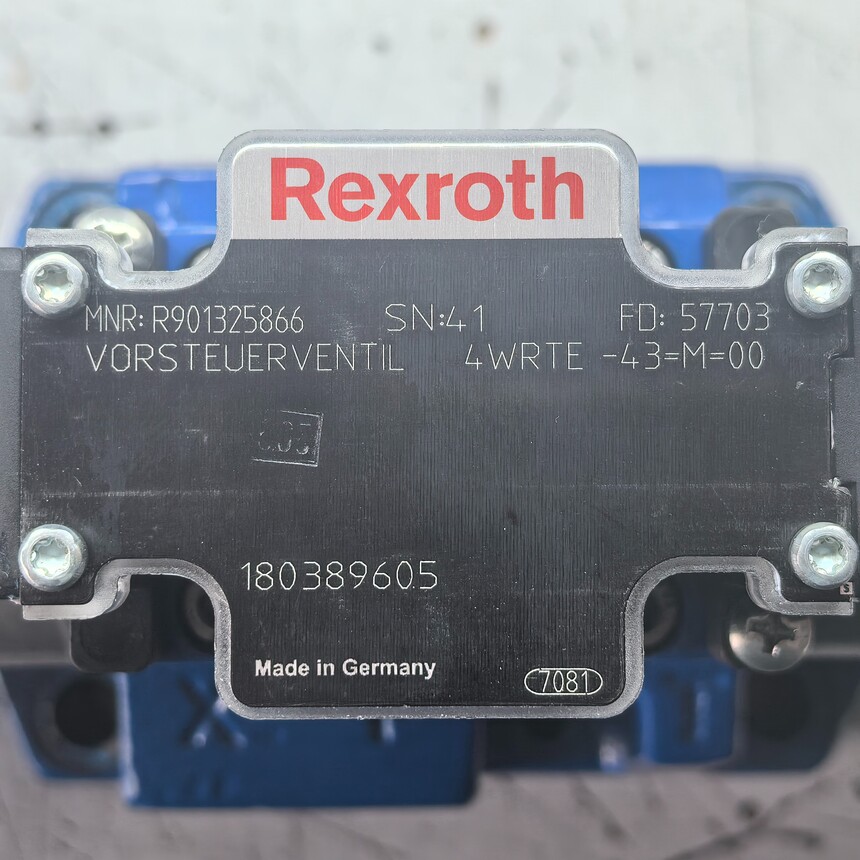 Rexroth
MNR: R901325866 SN:41 FD: 57703
VORSTEUERVENTIL 4WRTE -43=M=00
180389605
Made in Germany
7081
X T